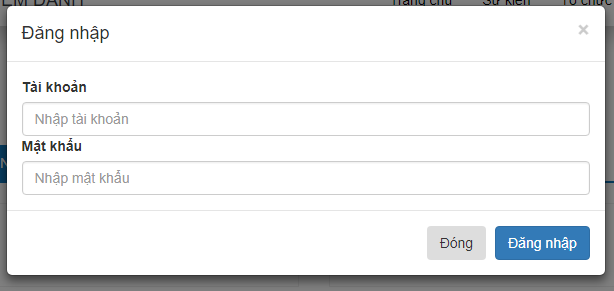 Đăng nhập
×
Tài khoản
Nhập tài khoản
Mật khẩu
Nhập mật khẩu
Đóng
Đăng nhập